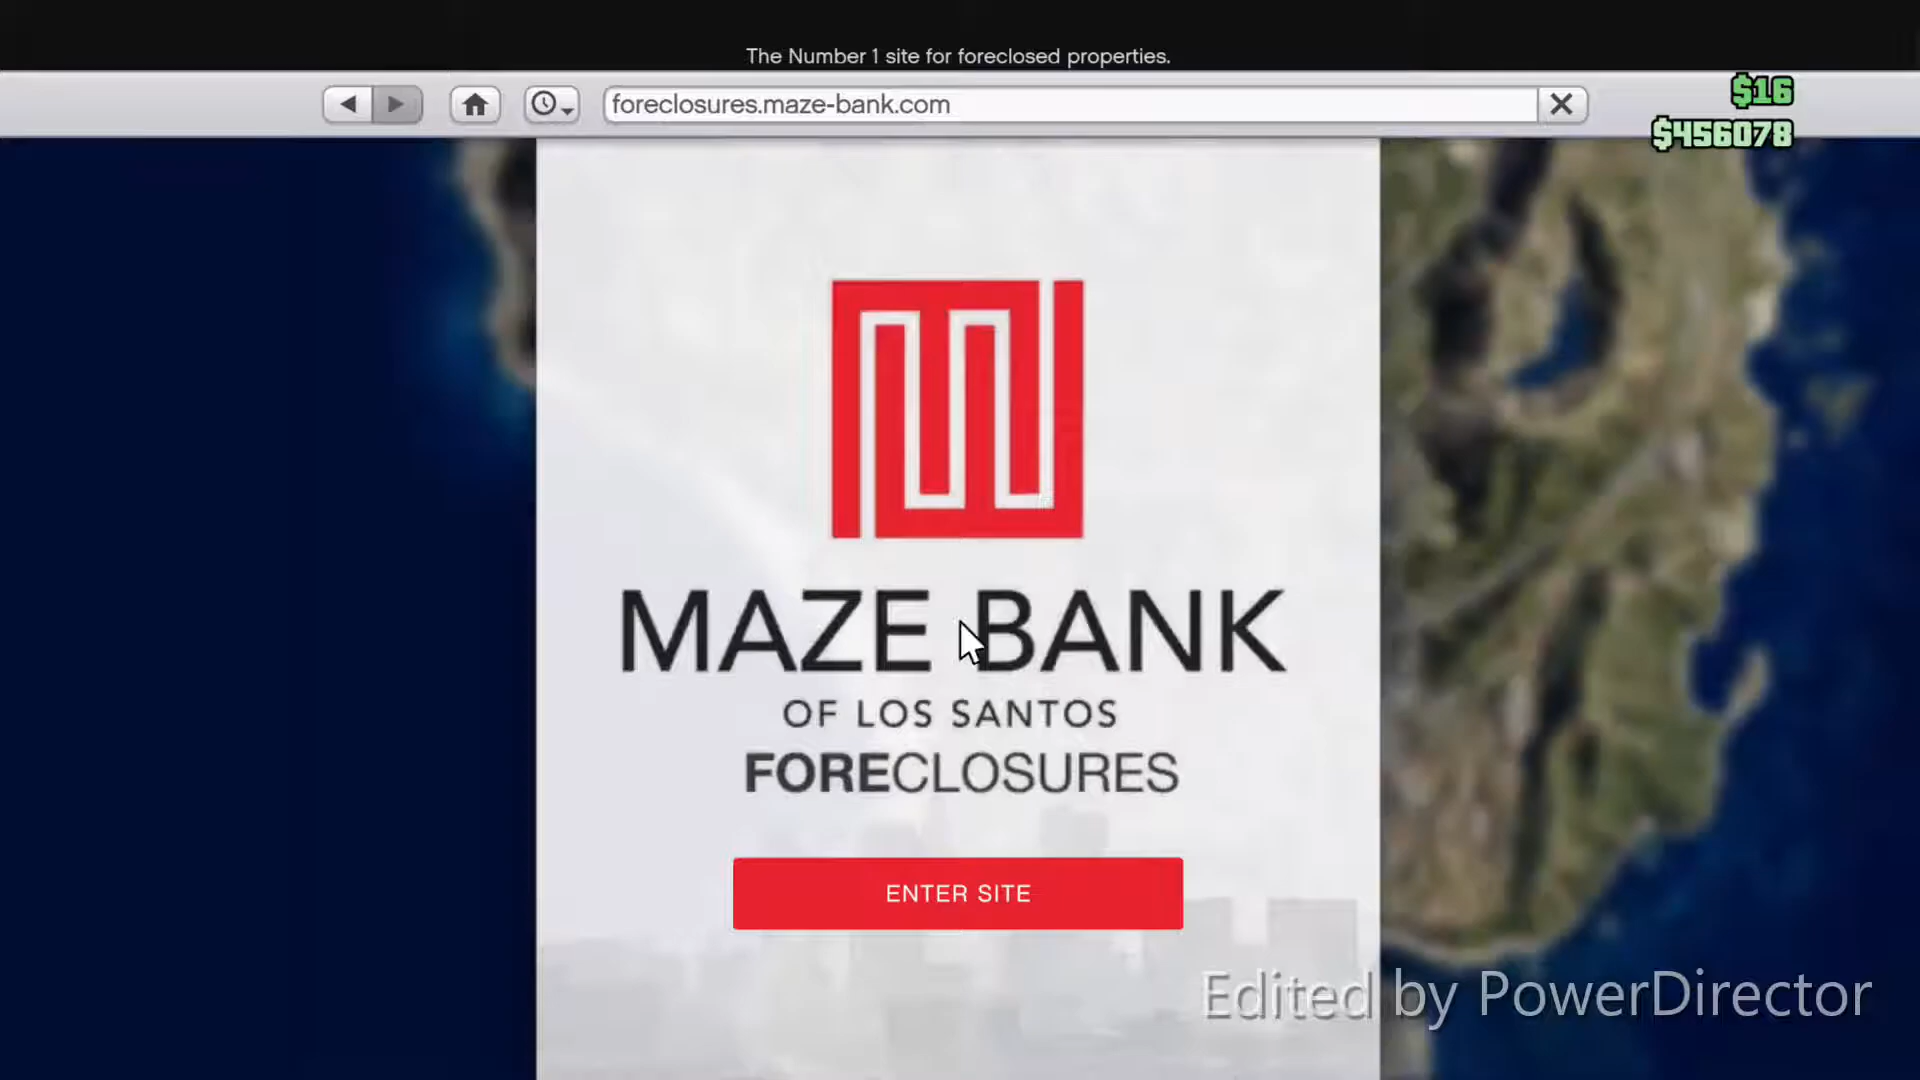 The Number 1 site for foreclosed properties.
foreclosures.maze-bank.com
$16
$456078
MAZE BANK
OF LOS SANTOS
FORECLOSURES
ENTER SITE
Edited by PowerDirector